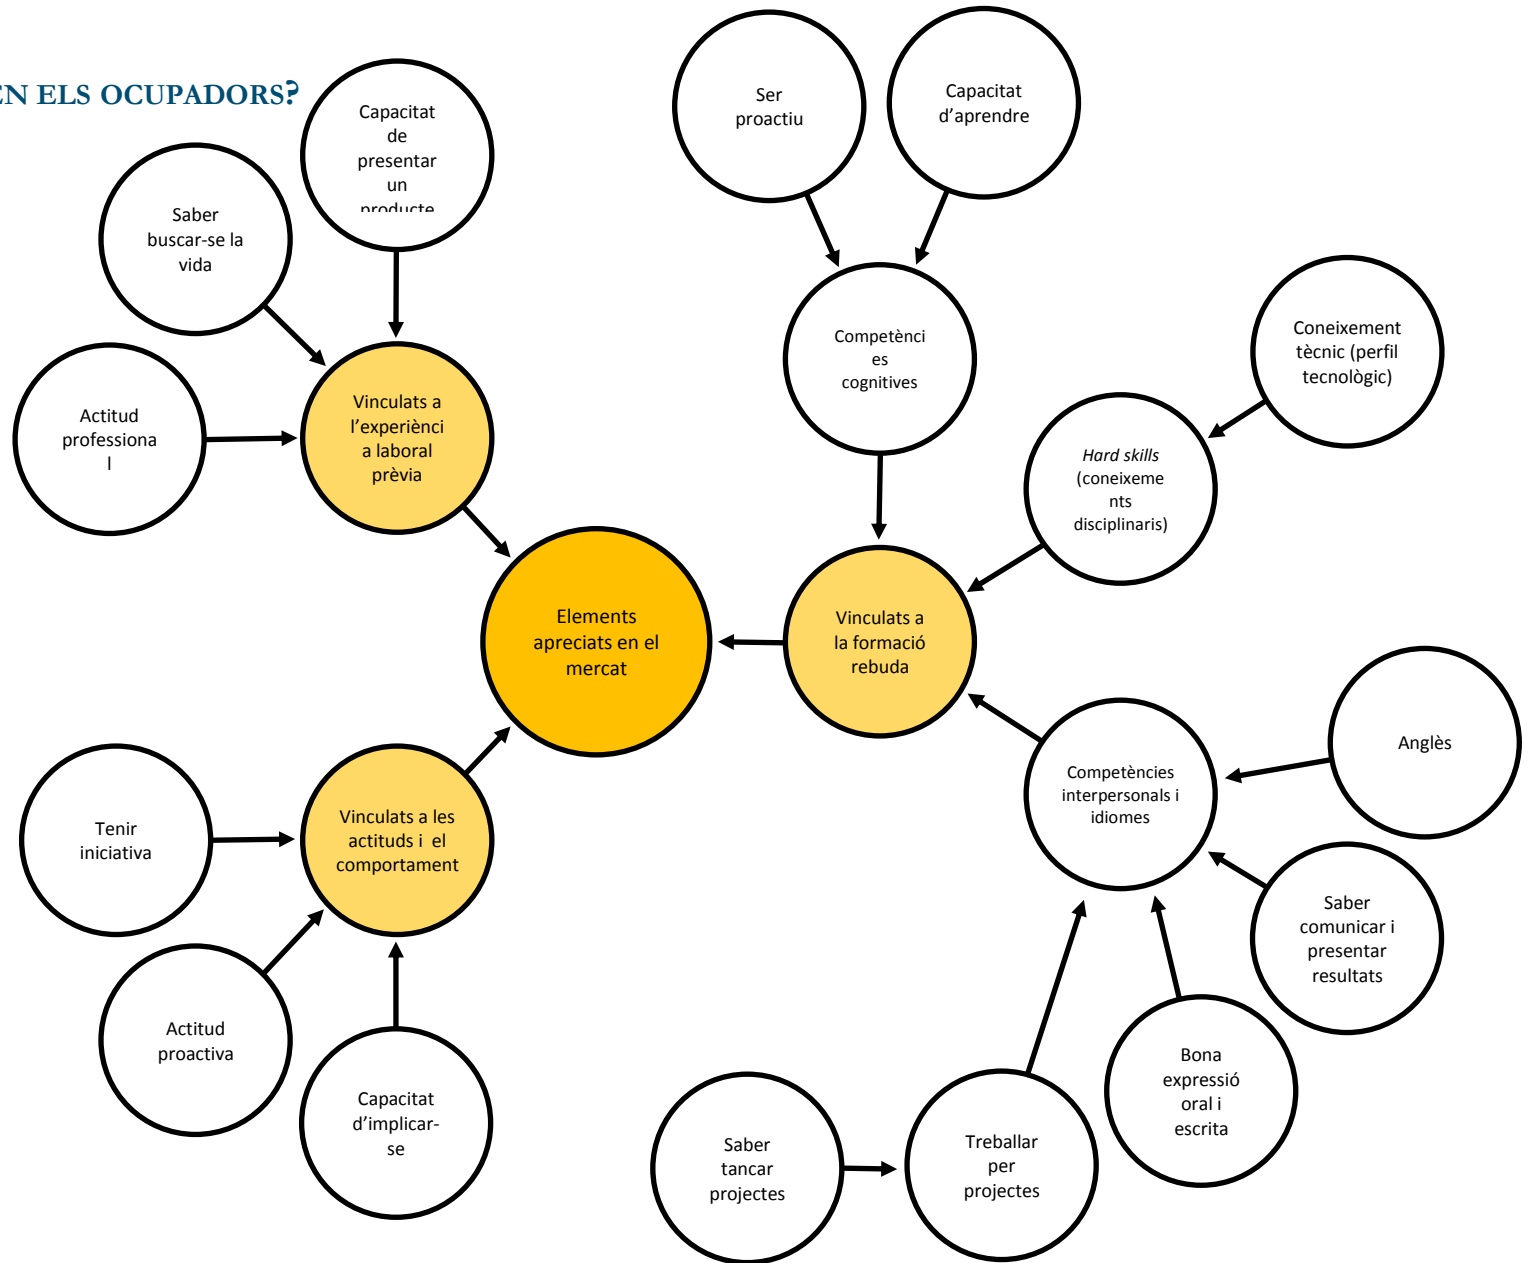 EN ELS OCUPADORS?
Capacitat
de
presentar
un
producte
Saber
buscar-se la
vida
Actitud
professiona
l
Vinculats a
l'experiènci
a laboral
prèvia
Ser
proactiu
Capacitat
d'aprendre
Competènci
es
cognitives
Coneixement
tècnic (perfil
tecnològic)
Hard skills
(coneixeme
nts
disciplinaris)
Elements
apreciats en el
mercat
Vinculats a
la formació
rebuda
Anglès
Competències
interpersonals i
idiomes
Tenir
iniciativa
Vinculats a les
actituds i  el
comportament
Saber
comunicar i
presentar
resultats
Actitud
proactiva
Capacitat
d'implicar-
se
Bona
expressió
oral i
escrita
Saber
tancar
projectes
Treballar
per
projectes